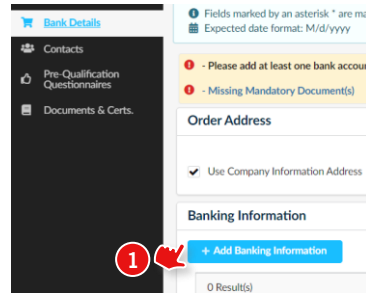 Bank Details
Contacts
Pre-Qualification
Questionnaires
Documents & Certs.
Fields marked by an asterisk * are
Expected date format: M/d/yyyy
- Please add at least one bank
- Missing Mandatory Document(s)
Order Address
Use Company Information Address
Banking Information
1
+ Add Banking Information
0 Result(s)